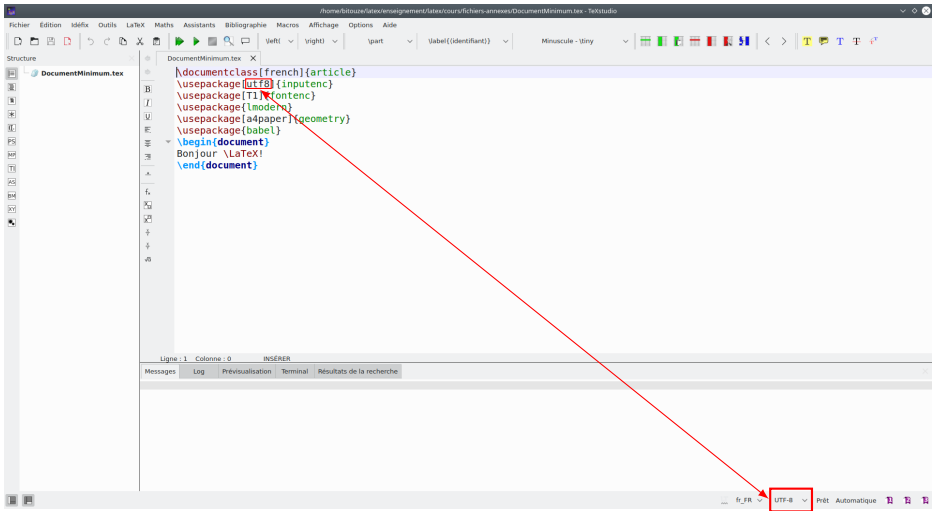 /home/bitouze/latex/enseignement/latex/cours/fichiers-annexes/DocumentMinimum.tex - TeXstudio
Fichier Édition Idéfix Outils LaTeX Maths Assistants Bibliographie Macros Affichage Options Aide
\left( \right) \part \label{(identifiant)} Minuscule - \tiny
Structure
DocumentMinimum.tex
DocumentMinimum.tex
\documentclass[french]{article}
\usepackage[utf8]{inputenc}
\usepackage[T1]{fontenc}
\usepackage{lmodern}
\usepackage[a4paper]{geometry}
\usepackage{babel}
\begin{document}
Bonjour \LaTeX!
\end{document}
Ligne : 1 Colonne : 0 INSÉRER
Messages Log Prévisualisation Terminal Résultats de la recherche
fr_FR UTF-8 Prêt Automatique